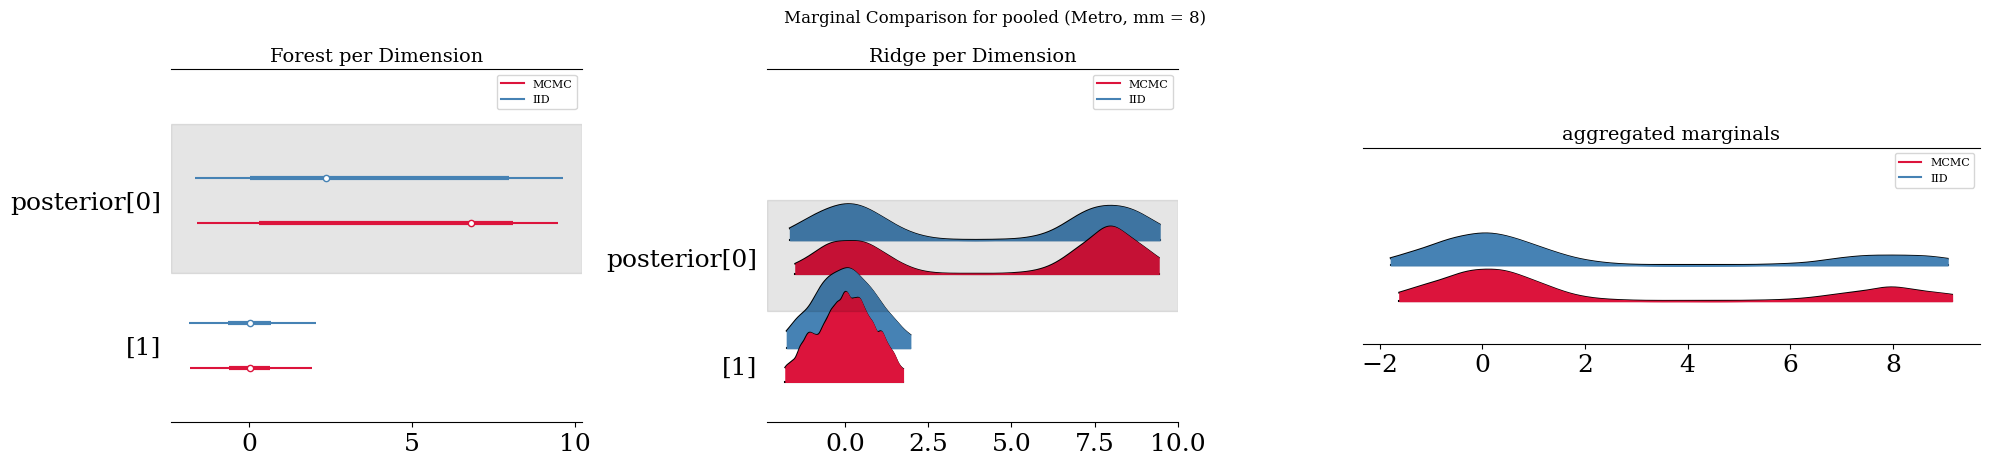 Marginal Comparison for pooled (Metro, mm = 8)
Forest per Dimension
MCMC
IID
posterior[0]
[1]
0 5 10
Ridge per Dimension
MCMC
IID
posterior[0]
[1]
0.0 2.5 5.0 7.5 10.0
aggregated marginals
MCMC
IID
−2 0 2 4 6 8